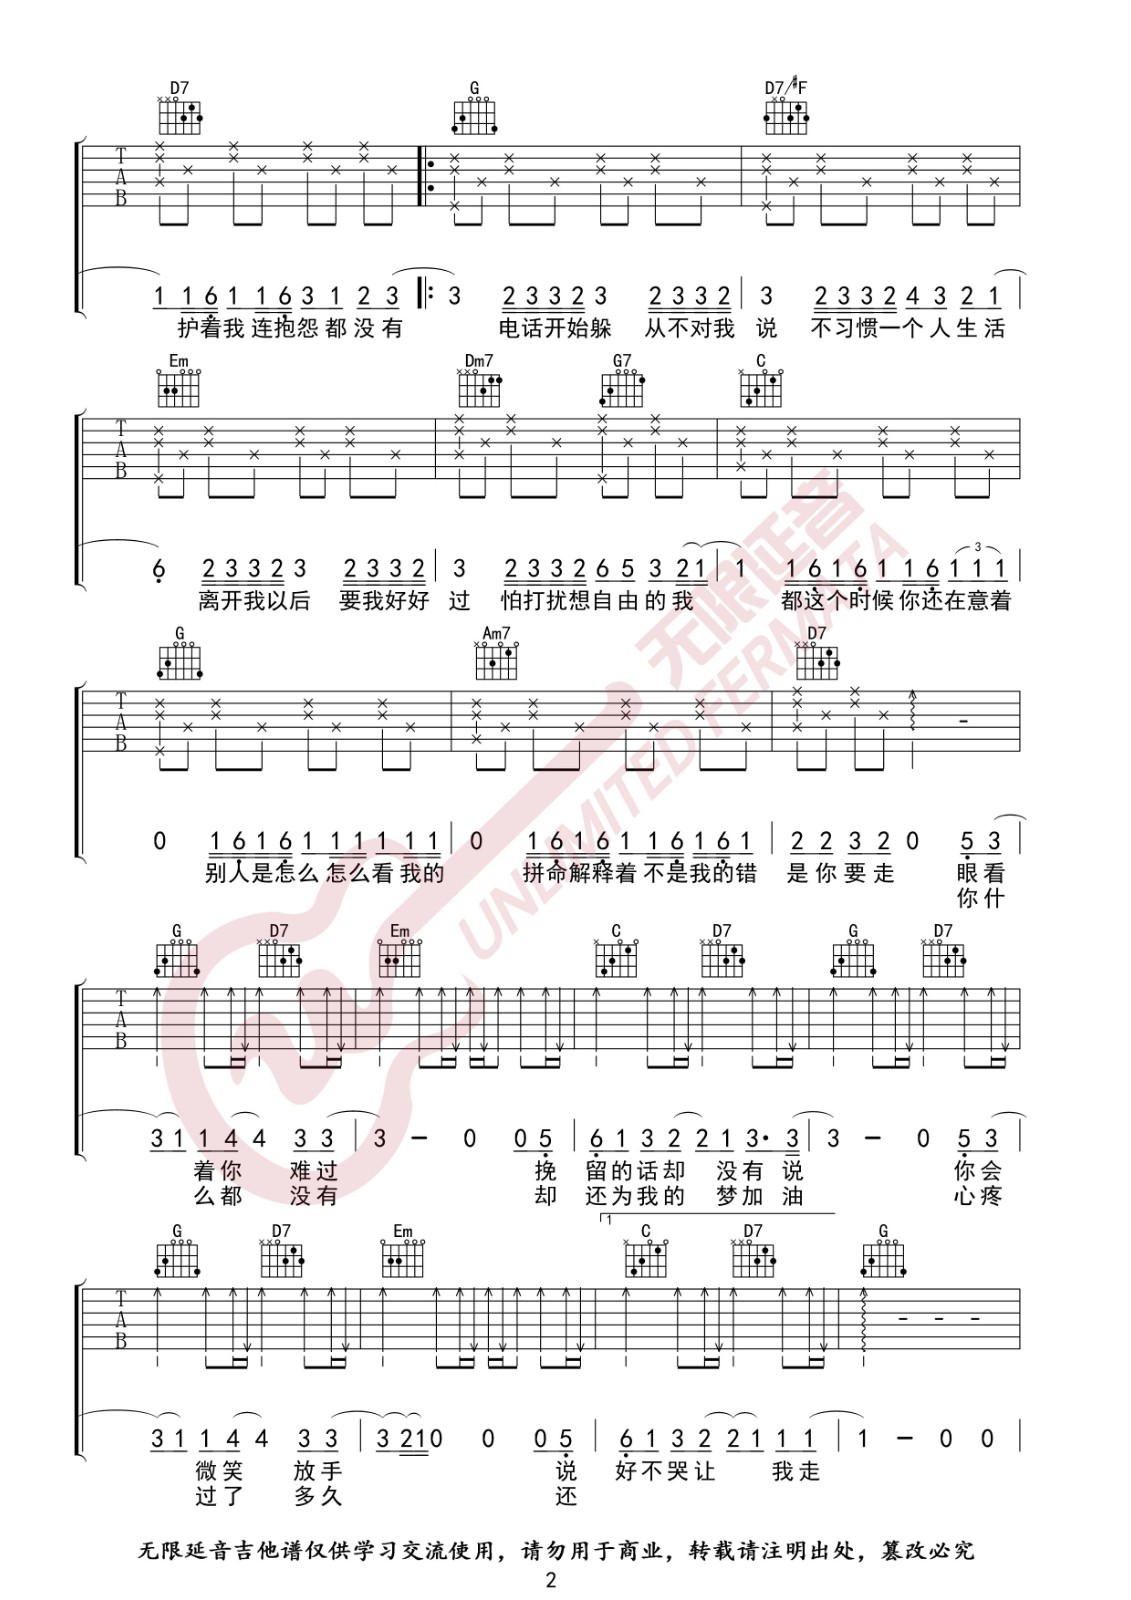 D7 G D7/#F
T
A
B
1 1 6 1 1 6 3 1 2 3 3 2 3 3 2 3 2 3 3 2 3 2 3 3 2 4 3 2 1
护着我 连抱怨都没有 电话开始躲 从不对我 说 不习惯一个人生活
Em Dm7 G7 C
T
A
B
6 2 3 3 2 3 2 3 3 2 3 2 3 3 2 6 5 3 2 1 1 1 6 1 6 1 1 6 1 1 1
3
离开我以后 要我好好 过 怕打扰想自由的我 都这个时候你还在意着
G Am7 D7
T
A
B
-
0 1 6 1 6 1 1 1 1 1 1 0 1 6 1 6 1 1 6 1 6 1 2 2 3 2 0 5 3
别人是怎么怎么看我的 拼命解释着不是我的错 是你要走 眼看
你什
G D7 Em C D7 G D7
T
A
B
3 1 1 4 4 3 3 3 - 0 0 5 6 1 3 2 2 1 3· 3 3 - 0 5 3
着你 难过 挽 留的话却 没有说 你会
么都 没有 却 还为我的 梦加油 心疼
1
G D7 Em C D7 G
T
A
B
- - -
3 1 1 4 4 3 3 3 2 1 0 0 0 5 6 1 3 2 2 1 1 1 1 - 0 0
微笑 放手 说 好不哭让 我走
过了 多久 还
无限延音吉他谱仅供学习交流使用，请勿用于商业，转载请注明出处，篡改必究
2
无限延音
UNLIMITED FERMATA